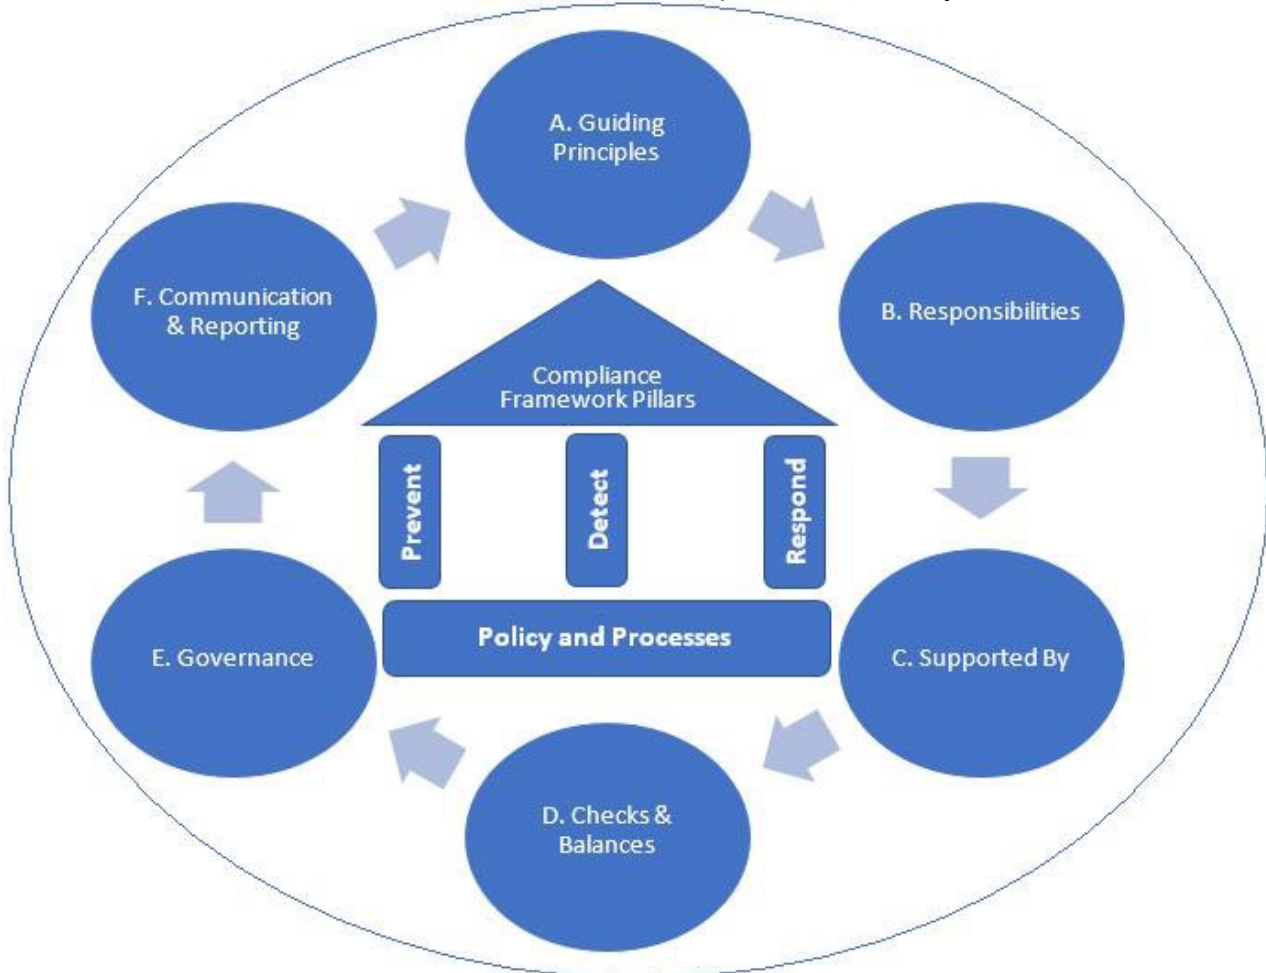 A. Guiding
Principles
B. Responsibilities
C. Supported By
D. Checks &
Balances
E. Governance
F. Communication
& Reporting
Compliance
Framework Pillars
Prevent
Detect
Respond
Policy and Processes